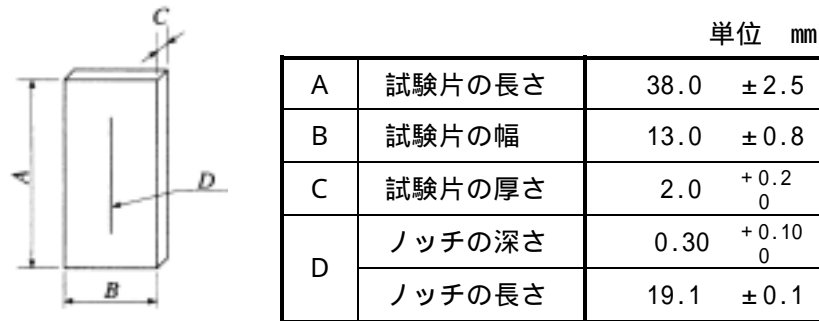 C
A
D
B
単位 mm
A 試験片の長さ 38.0 ±2.5
B 試験片の幅 13.0 ±0.8
C 試験片の厚さ 2.0 +0.2 0
D ノッチの深さ 0.30 +0.10 0
ノッチの長さ 19.1 ±0.1